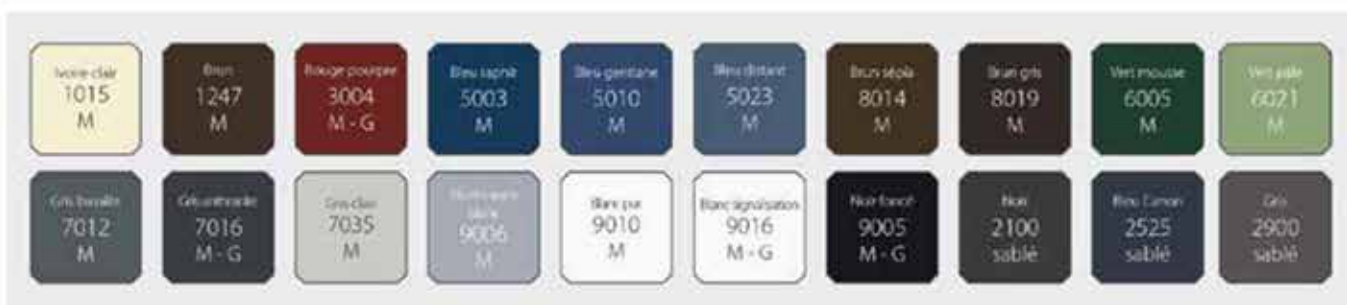 Ivoire clair
1015
M
Brun
1247
M
Rouge pourpre
3004
M - G
Bleu saphir
5003
M
Bleu gentiane
5010
M
Bleu distant
5023
M
Brun sépia
8014
M
Brun gris
8019
M
Vert mousse
6005
M
Vert pâle
6021
M
Gris basalte
7012
M
Gris anthracite
7016
M - G
Gris clair
7035
M
9006
M
Blanc pur
9010
M
Blanc signalisation
9016
M - G
Noir foncé
9005
M - G
Noir
2100
sablé
Bleu Canon
2525
sablé
Gris
2900
sablé